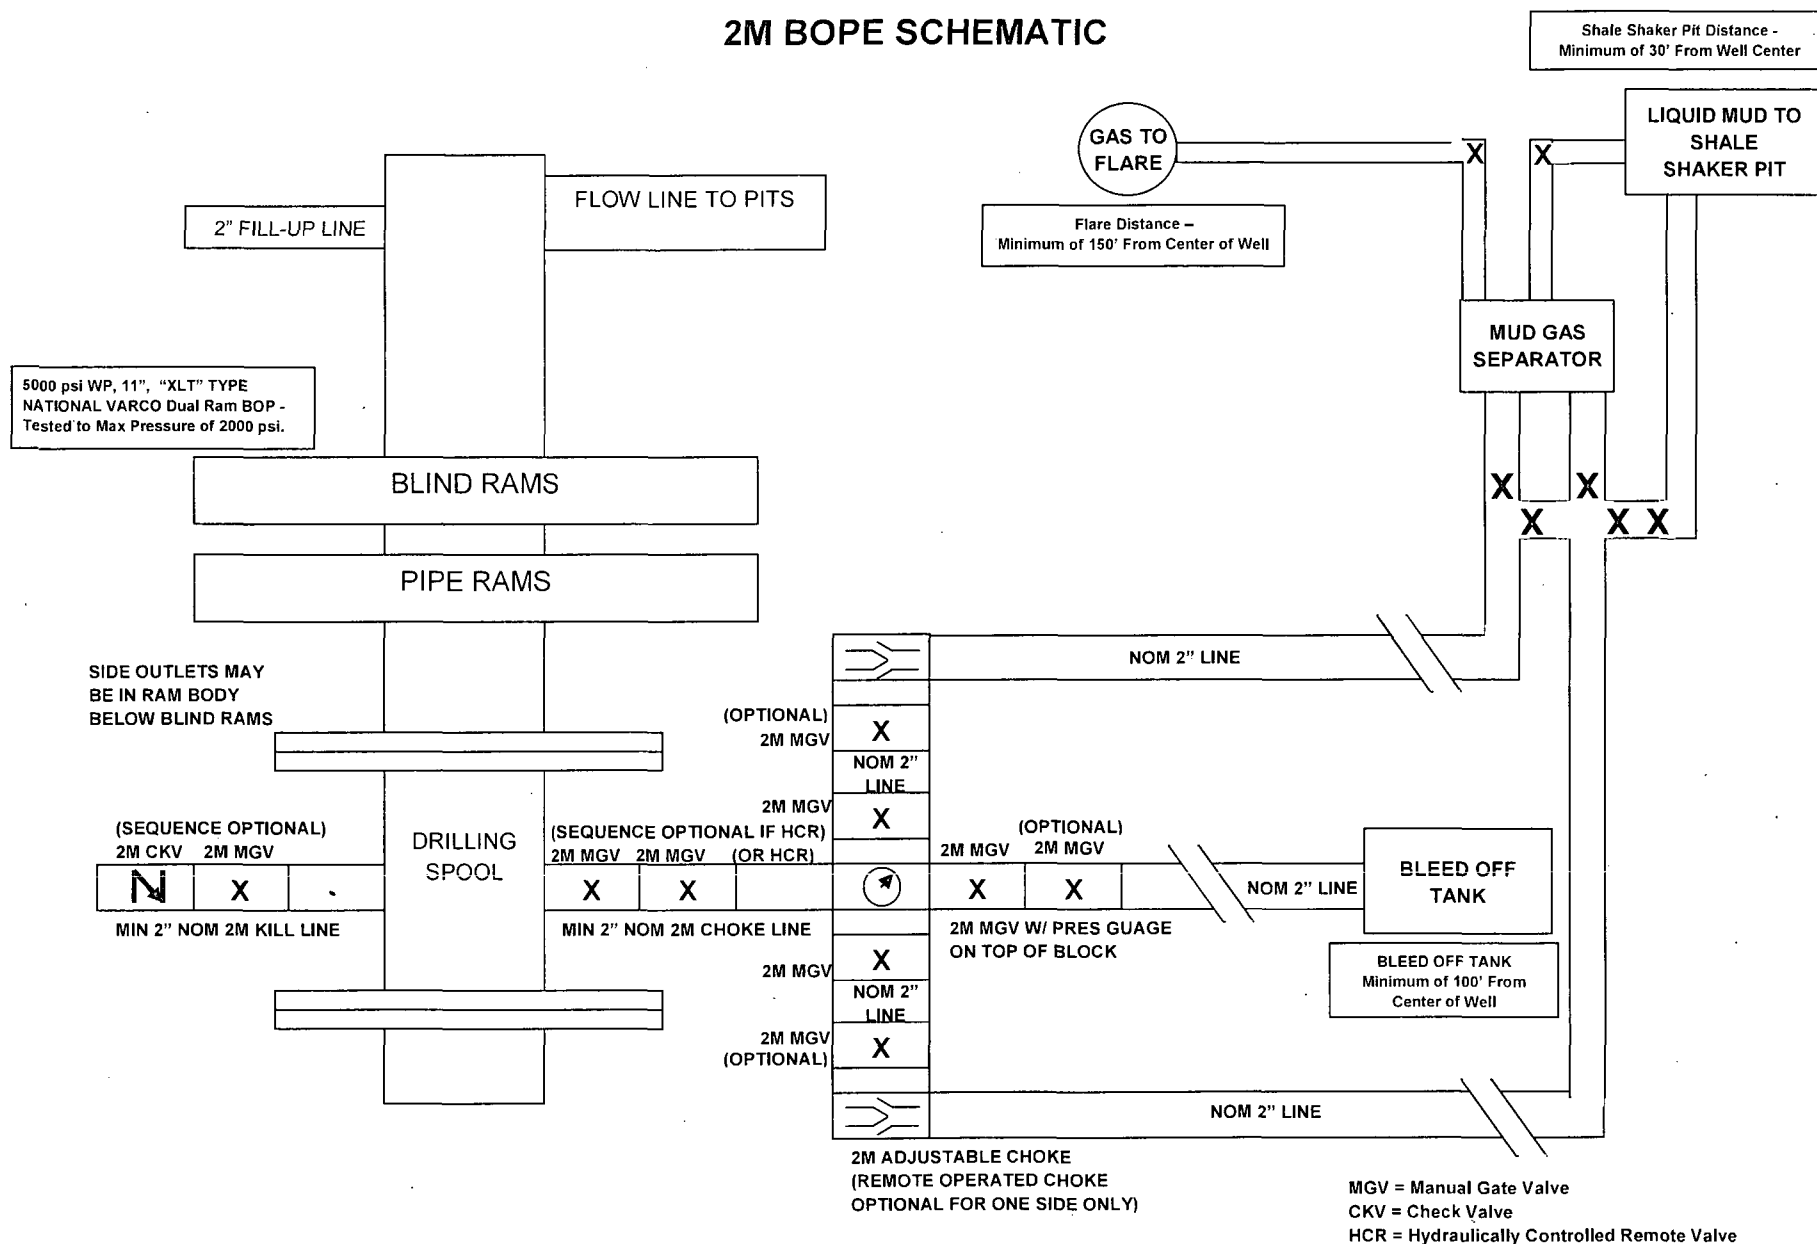 2M BOPE SCHEMATIC
Shale Shaker Pit Distance -
Minimum of 30' From Well Center
GAS TO
FLARE
X
X
LIQUID MUD TO
SHALE
SHAKER PIT
FLOW LINE TO PITS
2" FILL-UP LINE
Flare Distance –
Minimum of 150' From Center of Well
MUD GAS
SEPARATOR
5000 psi WP, 11", "XLT" TYPE
NATIONAL VARCO Dual Ram BOP -
Tested to Max Pressure of 2000 psi.
BLIND RAMS
X X
X X X
PIPE RAMS
NOM 2" LINE
SIDE OUTLETS MAY
BE IN RAM BODY
BELOW BLIND RAMS
(OPTIONAL)
2M MGV
X
NOM 2"
LINE
2M MGV
X
(SEQUENCE OPTIONAL)
2M CKV 2M MGV
X
MIN 2" NOM 2M KILL LINE
DRILLING
SPOOL
(SEQUENCE OPTIONAL IF HCR)
2M MGV 2M MGV (OR HCR)
X X
MIN 2" NOM 2M CHOKE LINE
(OPTIONAL)
2M MGV 2M MGV
X X
2M MGV W/ PRES GUAGE
ON TOP OF BLOCK
NOM 2" LINE
BLEED OFF
TANK
BLEED OFF TANK
Minimum of 100' From
Center of Well
2M MGV
X
NOM 2"
LINE
2M MGV
(OPTIONAL)
X
NOM 2" LINE
2M ADJUSTABLE CHOKE
(REMOTE OPERATED CHOKE
OPTIONAL FOR ONE SIDE ONLY)
MGV = Manual Gate Valve
CKV = Check Valve
HCR = Hydraulically Controlled Remote Valve